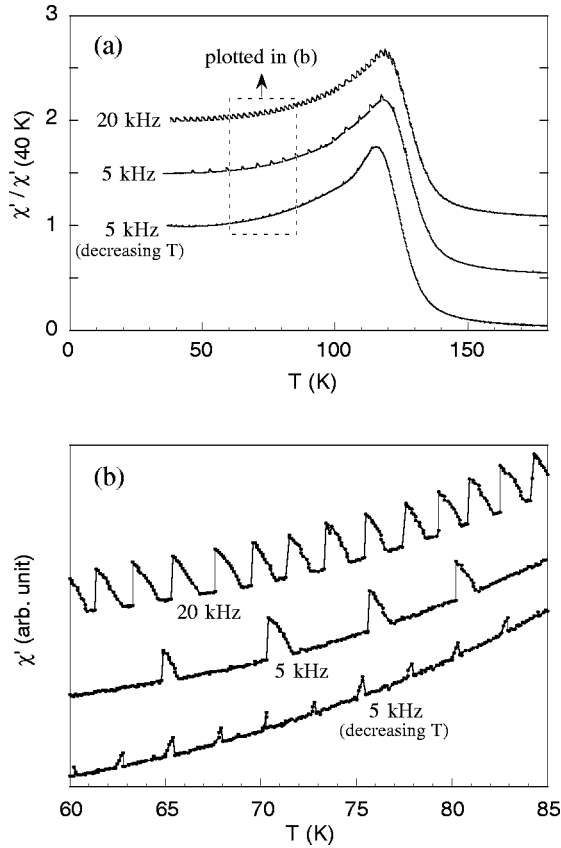 3
(a)
plotted in (b)
2
20 kHz
5 kHz
1
5 kHz
(decreasing T)
0
χ'/χ' (40 K)
0 50 100 150
T (K)
(b)
20 kHz
5 kHz
5 kHz
(decreasing T)
χ' (arb. unit)
60 65 70 75 80 85
T (K)